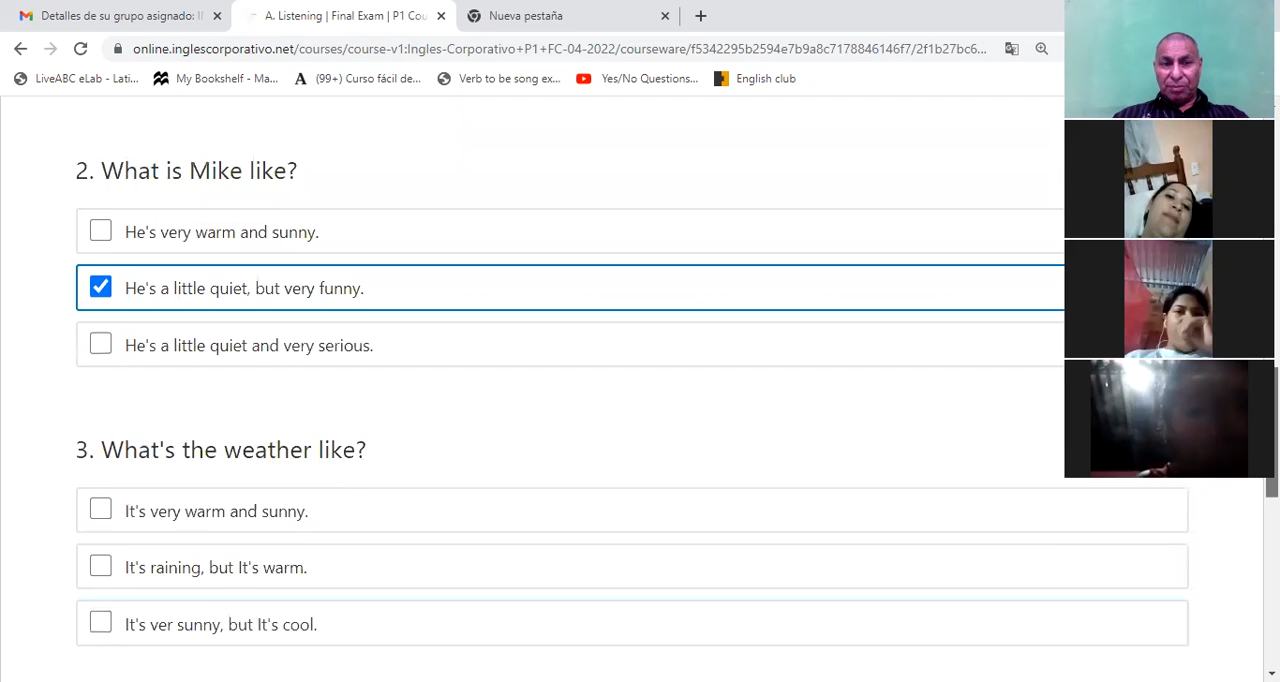 Detalles de su grupo asignado: II
A. Listening | Final Exam | P1 Cou
Nueva pestaña
online.inglescorporativo.net/courses/course-v1:Ingles-Corporativo+P1+FC-04-2022/courseware/f5342295b2594e7b9a8c7178846146f7/2f1b27bc6...
LiveABC eLab - Lati...
My Bookshelf - Ma...
(99+) Curso fácil de...
Verb to be song ex...
Yes/No Questions...
English club
2. What is Mike like?
He's very warm and sunny.
He's a little quiet, but very funny.
He's a little quiet and very serious.
3. What's the weather like?
It's very warm and sunny.
It's raining, but It's warm.
It's ver sunny, but It's cool.